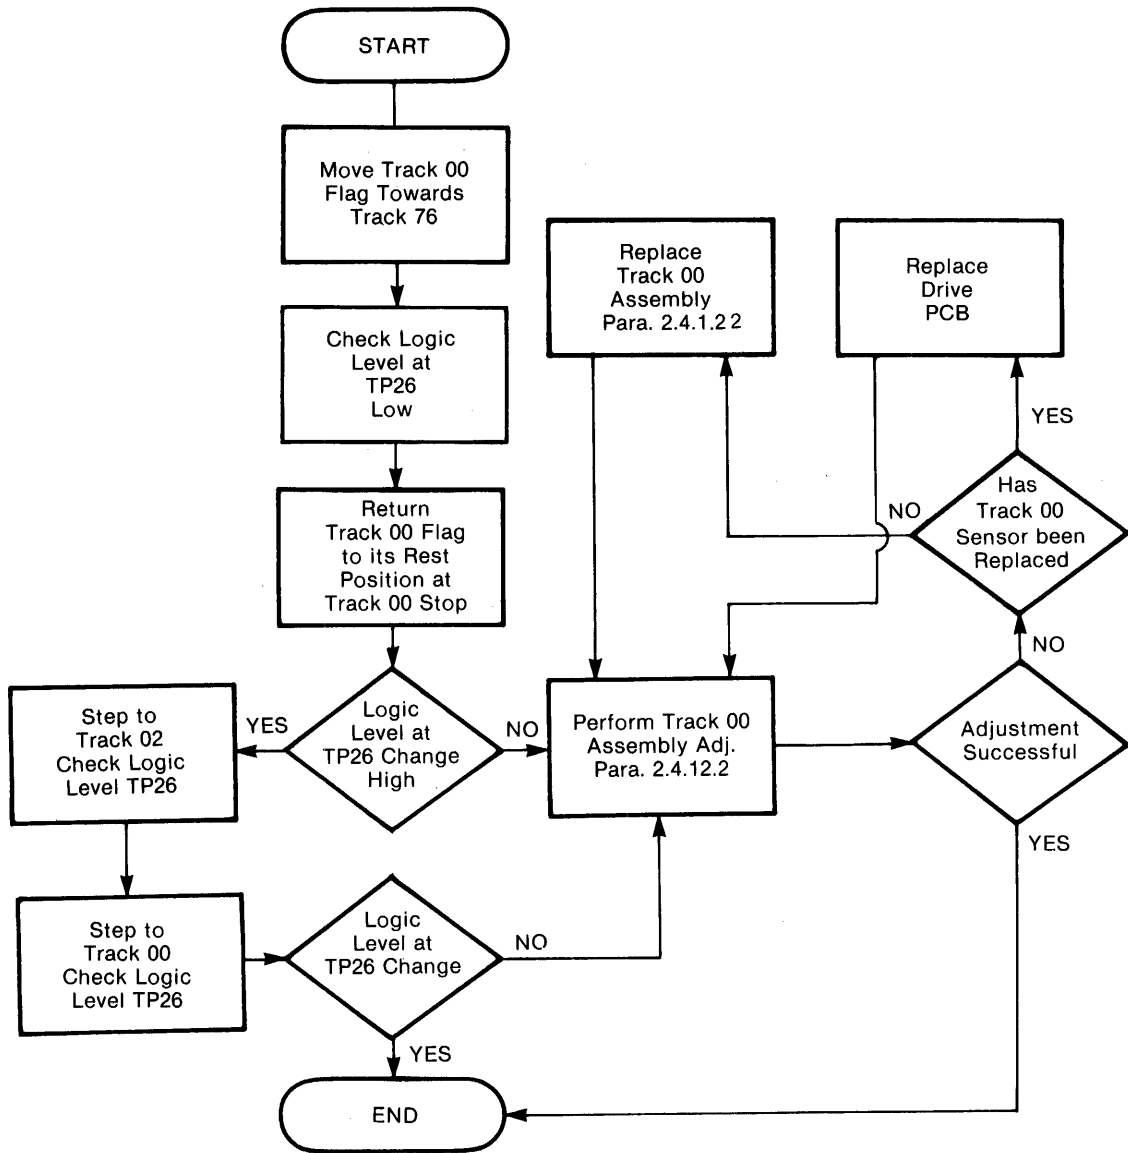 START
Move Track 00
Flag Towards
Track 76
Check Logic
Level at
TP26
Low
Return
Track 00 Flag
to its Rest
Position at
Track 00 Stop
Logic
Level at
TP26 Change
High
YES
NO
Step to
Track 02
Check Logic
Level TP26
Step to
Track 00
Check Logic
Level TP26
Logic
Level at
TP26 Change
NO
YES
END
Replace
Track 00
Assembly
Para. 2.4.1.22
Perform Track 00
Assembly Adj.
Para. 2.4.12.2
Replace
Drive
PCB
YES
NO
Has
Track 00
Sensor been
Replaced
NO
Adjustment
Successful
YES